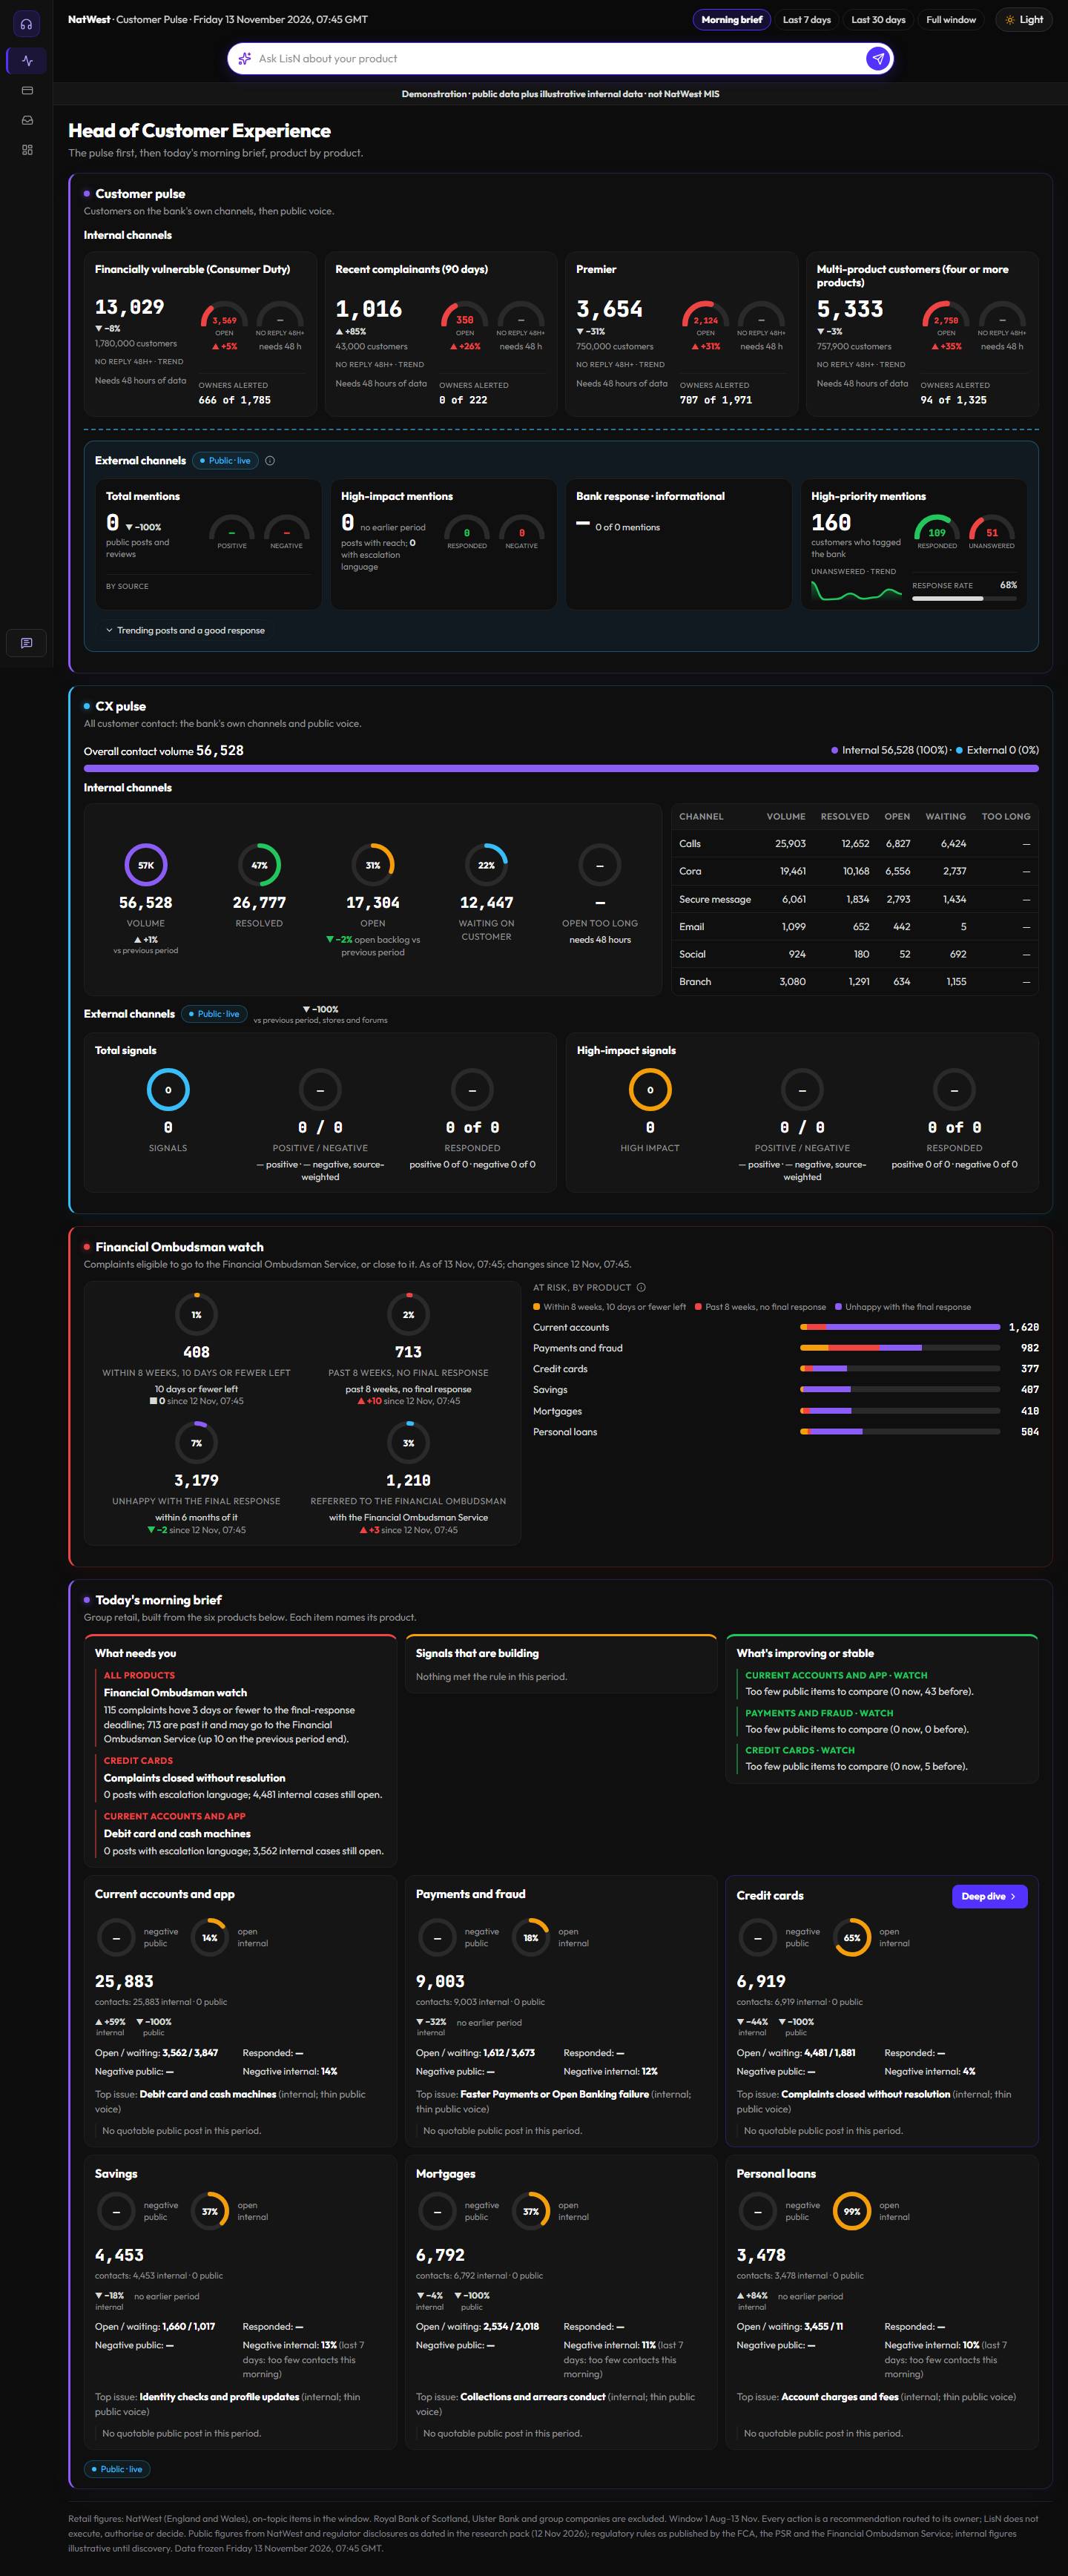 NatWest · Customer Pulse · Friday 13 November 2026, 07:45 GMT
Morning brief
Last 7 days
Last 30 days
Full window
Light
Ask LisN about your product
Demonstration · public data plus illustrative internal data · not NatWest MIS
Head of Customer Experience
The pulse first, then today's morning brief, product by product.
Customer pulse
Customers on the bank's own channels, then public voice.
Internal channels
Financially vulnerable (Consumer Duty)
13,029
▼ −8%
1,780,000 customers
NO REPLY 48H+ · TREND
Needs 48 hours of data
3,569
OPEN
▲ +5%
—
NO REPLY 48H+
needs 48 h
OWNERS ALERTED
666 of 1,785
Recent complainants (90 days)
1,016
▲ +85%
43,000 customers
NO REPLY 48H+ · TREND
Needs 48 hours of data
350
OPEN
▲ +26%
—
NO REPLY 48H+
needs 48 h
OWNERS ALERTED
0 of 222
Premier
3,654
▼ −31%
750,000 customers
NO REPLY 48H+ · TREND
Needs 48 hours of data
2,124
OPEN
▲ +31%
—
NO REPLY 48H+
needs 48 h
OWNERS ALERTED
707 of 1,971
Multi-product customers (four or more
products)
5,333
▼ −3%
757,900 customers
NO REPLY 48H+ · TREND
Needs 48 hours of data
2,750
OPEN
▲ +35%
—
NO REPLY 48H+
needs 48 h
OWNERS ALERTED
94 of 1,325
External channels
Public · live
Total mentions
0 ▼ −100%
public posts and
reviews
—
POSITIVE
—
NEGATIVE
BY SOURCE
High-impact mentions
0 no earlier period
posts with reach; 0
with escalation
language
0
RESPONDED
0
NEGATIVE
Bank response · informational
— 0 of 0 mentions
High-priority mentions
160
customers who tagged
the bank
109
RESPONDED
51
UNANSWERED
UNANSWERED · TREND
RESPONSE RATE 68%
Trending posts and a good response
CX pulse
All customer contact: the bank's own channels and public voice.
Overall contact volume 56,528
Internal 56,528 (100%) · External 0 (0%)
Internal channels
57K
56,528
VOLUME
▲ +1%
vs previous period
47%
26,777
RESOLVED
31%
17,304
OPEN
▼ −2% open backlog vs
previous period
22%
12,447
WAITING ON
CUSTOMER
—
—
OPEN TOO LONG
needs 48 hours
CHANNEL VOLUME RESOLVED OPEN WAITING TOO LONG
Calls 25,903 12,652 6,827 6,424 —
Cora 19,461 10,168 6,556 2,737 —
Secure message 6,061 1,834 2,793 1,434 —
Email 1,099 652 442 5 —
Social 924 180 52 692 —
Branch 3,080 1,291 634 1,155 —
External channels
Public · live
▼ −100%
vs previous period, stores and forums
Total signals
0
0
SIGNALS
—
0 / 0
POSITIVE / NEGATIVE
— positive · — negative, source-
weighted
—
0 of 0
RESPONDED
positive 0 of 0 · negative 0 of 0
High-impact signals
0
0
HIGH IMPACT
—
0 / 0
POSITIVE / NEGATIVE
— positive · — negative, source-
weighted
—
0 of 0
RESPONDED
positive 0 of 0 · negative 0 of 0
Financial Ombudsman watch
Complaints eligible to go to the Financial Ombudsman Service, or close to it. As of 13 Nov, 07:45; changes since 12 Nov, 07:45.
1%
408
WITHIN 8 WEEKS, 10 DAYS OR FEWER LEFT
10 days or fewer left
■ 0 since 12 Nov, 07:45
2%
713
PAST 8 WEEKS, NO FINAL RESPONSE
past 8 weeks, no final response
▲ +10 since 12 Nov, 07:45
7%
3,179
UNHAPPY WITH THE FINAL RESPONSE
within 6 months of it
▼ −2 since 12 Nov, 07:45
3%
1,210
REFERRED TO THE FINANCIAL OMBUDSMAN
with the Financial Ombudsman Service
▲ +3 since 12 Nov, 07:45
AT RISK, BY PRODUCT
Within 8 weeks, 10 days or fewer left Past 8 weeks, no final response Unhappy with the final response
Current accounts 1,620
Payments and fraud 982
Credit cards 377
Savings 407
Mortgages 410
Personal loans 504
Today's morning brief
Group retail, built from the six products below. Each item names its product.
What needs you
ALL PRODUCTS
Financial Ombudsman watch
115 complaints have 3 days or fewer to the final-response
deadline; 713 are past it and may go to the Financial
Ombudsman Service (up 10 on the previous period end).
CREDIT CARDS
Complaints closed without resolution
0 posts with escalation language; 4,481 internal cases still open.
CURRENT ACCOUNTS AND APP
Debit card and cash machines
0 posts with escalation language; 3,562 internal cases still open.
Signals that are building
Nothing met the rule in this period.
What's improving or stable
CURRENT ACCOUNTS AND APP · WATCH
Too few public items to compare (0 now, 43 before).
PAYMENTS AND FRAUD · WATCH
Too few public items to compare (0 now, 0 before).
CREDIT CARDS · WATCH
Too few public items to compare (0 now, 5 before).
Current accounts and app
—
negative
public
14%
open
internal
25,883
contacts: 25,883 internal · 0 public
▲ +59% ▼ −100%
internal public
Open / waiting: 3,562 / 3,847 Responded: —
Negative public: — Negative internal: 14%
Top issue: Debit card and cash machines (internal; thin public
voice)
No quotable public post in this period.
Payments and fraud
—
negative
public
18%
open
internal
9,003
contacts: 9,003 internal · 0 public
▼ −32% no earlier period
internal
Open / waiting: 1,612 / 3,673 Responded: —
Negative public: — Negative internal: 12%
Top issue: Faster Payments or Open Banking failure (internal;
thin public voice)
No quotable public post in this period.
Credit cards
Deep dive
—
negative
public
65%
open
internal
6,919
contacts: 6,919 internal · 0 public
▼ −44% ▼ −100%
internal public
Open / waiting: 4,481 / 1,881 Responded: —
Negative public: — Negative internal: 4%
Top issue: Complaints closed without resolution (internal; thin
public voice)
No quotable public post in this period.
Savings
—
negative
public
37%
open
internal
4,453
contacts: 4,453 internal · 0 public
▼ −18% no earlier period
internal
Open / waiting: 1,660 / 1,017 Responded: —
Negative public: — Negative internal: 13% (last 7
days: too few contacts this
morning)
Top issue: Identity checks and profile updates (internal; thin
public voice)
No quotable public post in this period.
Mortgages
—
negative
public
37%
open
internal
6,792
contacts: 6,792 internal · 0 public
▼ −4% ▼ −100%
internal public
Open / waiting: 2,534 / 2,018 Responded: —
Negative public: — Negative internal: 11% (last 7
days: too few contacts this
morning)
Top issue: Collections and arrears conduct (internal; thin public
voice)
No quotable public post in this period.
Personal loans
—
negative
public
99%
open
internal
3,478
contacts: 3,478 internal · 0 public
▲ +84% no earlier period
internal
Open / waiting: 3,455 / 11 Responded: —
Negative public: — Negative internal: 10% (last 7
days: too few contacts this
morning)
Top issue: Account charges and fees (internal; thin public voice)
No quotable public post in this period.
Public · live
Retail figures: NatWest (England and Wales), on-topic items in the window. Royal Bank of Scotland, Ulster Bank and group companies are excluded. Window 1 Aug–13 Nov. Every action is a recommendation routed to its owner; LisN does not
execute, authorise or decide. Public figures from NatWest and regulator disclosures as dated in the research pack (12 Nov 2026); regulatory rules as published by the FCA, the PSR and the Financial Ombudsman Service; internal figures
illustrative until discovery. Data frozen Friday 13 November 2026, 07:45 GMT.